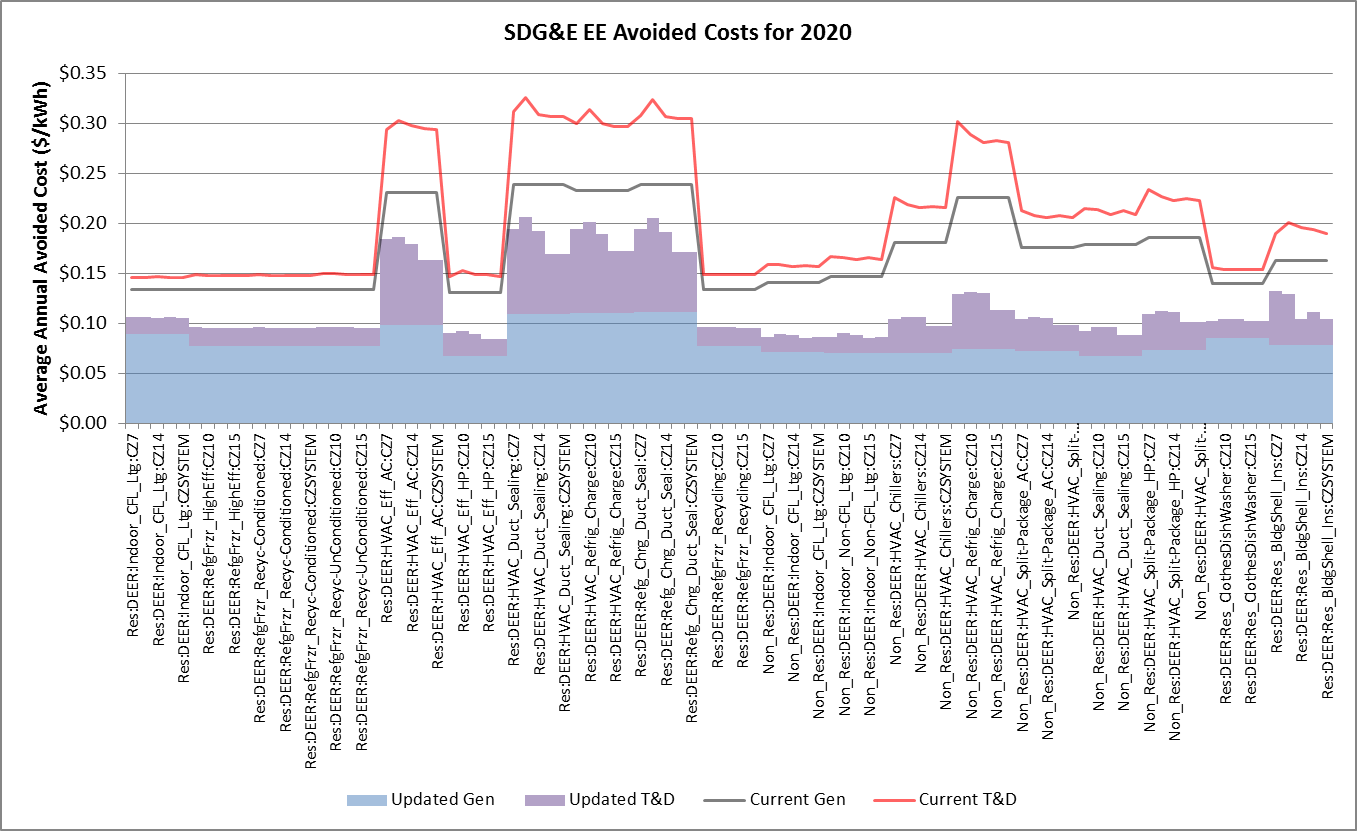 SDG&E EE Avoided Costs for 2020
Average Annual Avoided Cost ($/kWh)
$0.35
$0.30
$0.25
$0.20
$0.15
$0.10
$0.05
$0.00
Res:DEER:Indoor_CFL_Ltg:CZ7
Res:DEER:Indoor_CFL_Ltg:CZ14
Res:DEER:Indoor_CFL_Ltg:CZSYSTEM
Res:DEER:RefgFrzr_HighEff:CZ10
Res:DEER:RefgFrzr_HighEff:CZ15
Res:DEER:RefgFrzr_Recyc-Conditioned:CZ7
Res:DEER:RefgFrzr_Recyc-Conditioned:CZ14
Res:DEER:RefgFrzr_Recyc-Conditioned:CZSYSTEM
Res:DEER:RefgFrzr_Recyc-UnConditioned:CZ10
Res:DEER:RefgFrzr_Recyc-UnConditioned:CZ15
Res:DEER:HVAC_Eff_AC:CZ7
Res:DEER:HVAC_Eff_AC:CZ14
Res:DEER:HVAC_Eff_AC:CZSYSTEM
Res:DEER:HVAC_Eff_HP:CZ10
Res:DEER:HVAC_Eff_HP:CZ15
Res:DEER:HVAC_Duct_Sealing:CZ7
Res:DEER:HVAC_Duct_Sealing:CZ14
Res:DEER:HVAC_Duct_Sealing:CZSYSTEM
Res:DEER:HVAC_Refrig_Charge:CZ10
Res:DEER:HVAC_Refrig_Charge:CZ15
Res:DEER:Refg_Chrg_Duct_Seal:CZ7
Res:DEER:Refg_Chrg_Duct_Seal:CZ14
Res:DEER:Refg_Chrg_Duct_Seal:CZSYSTEM
Res:DEER:RefgFrzr_Recycling:CZ10
Res:DEER:RefgFrzr_Recycling:CZ15
Non_Res:DEER:Indoor_CFL_Ltg:CZ7
Non_Res:DEER:Indoor_CFL_Ltg:CZ14
Non_Res:DEER:Indoor_CFL_Ltg:CZSYSTEM
Non_Res:DEER:Indoor_Non-CFL_Ltg:CZ10
Non_Res:DEER:Indoor_Non-CFL_Ltg:CZ15
Non_Res:DEER:HVAC_Chillers:CZ7
Non_Res:DEER:HVAC_Chillers:CZ14
Non_Res:DEER:HVAC_Chillers:CZSYSTEM
Non_Res:DEER:HVAC_Refrig_Charge:CZ10
Non_Res:DEER:HVAC_Refrig_Charge:CZ15
Non_Res:DEER:HVAC_Split-Package_AC:CZ7
Non_Res:DEER:HVAC_Split-Package_AC:CZ14
Non_Res:DEER:HVAC_Split-…
Non_Res:DEER:HVAC_Duct_Sealing:CZ10
Non_Res:DEER:HVAC_Duct_Sealing:CZ15
Non_Res:DEER:HVAC_Split-Package_HP:CZ7
Non_Res:DEER:HVAC_Split-Package_HP:CZ14
Non_Res:DEER:HVAC_Split-…
Res:DEER:Res_ClothesDishWasher:CZ10
Res:DEER:Res_ClothesDishWasher:CZ15
Res:DEER:Res_BldgShell_Ins:CZ7
Res:DEER:Res_BldgShell_Ins:CZ14
Res:DEER:Res_BldgShell_Ins:CZSYSTEM
Updated Gen Updated T&D Current Gen Current T&D